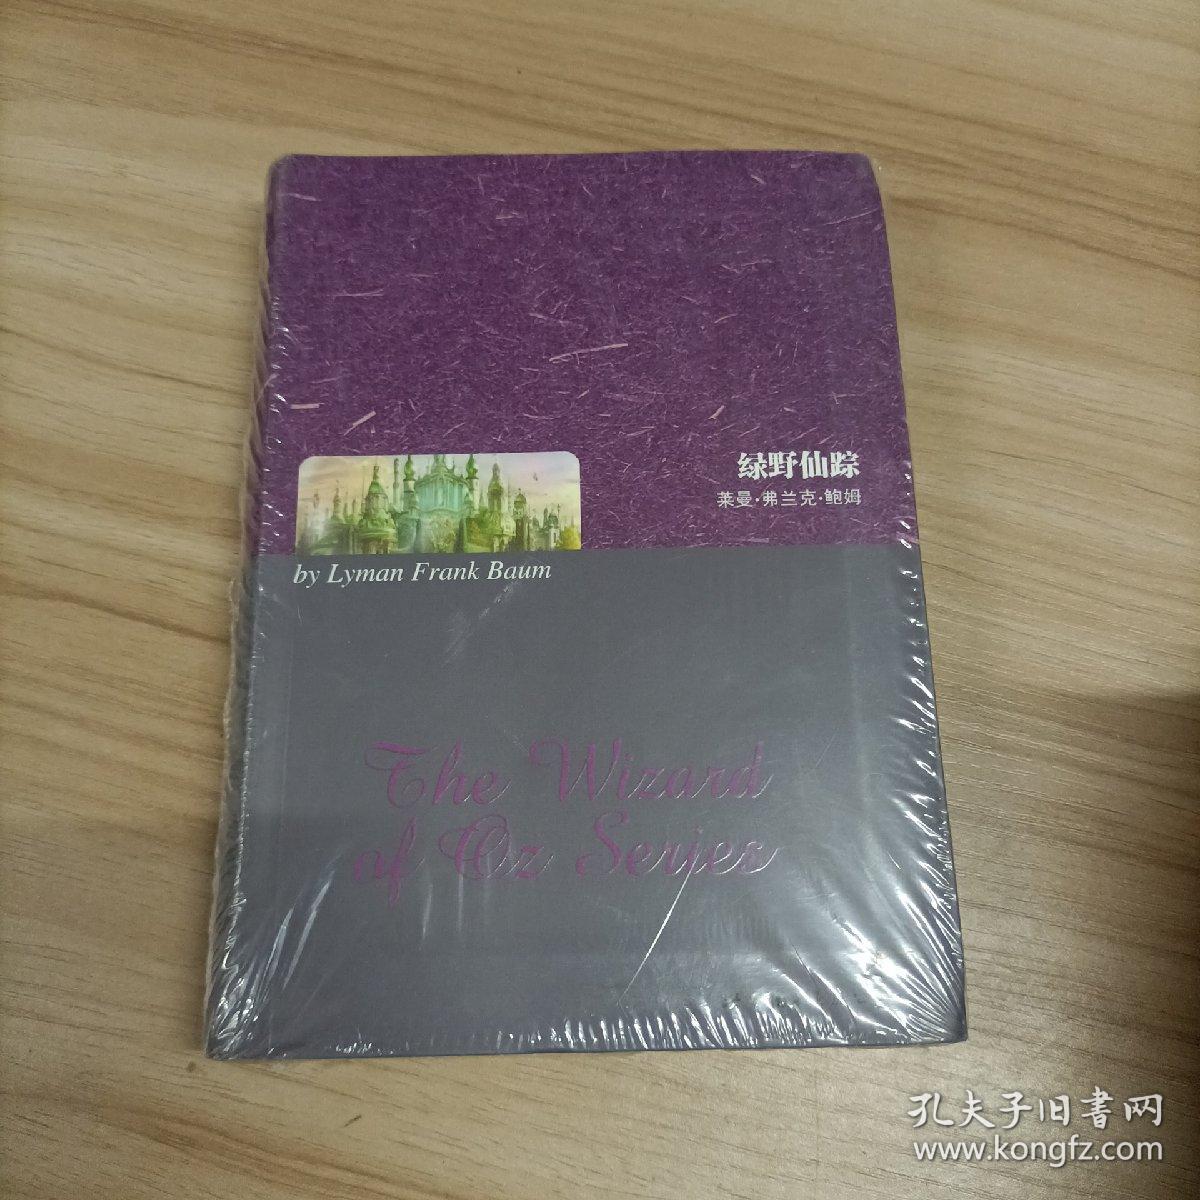 绿野仙踪
莱曼·弗兰克·鲍姆
by Lyman Frank Baum
The Wizard
of Oz Series
孔夫子旧書网
www.kongfz.com